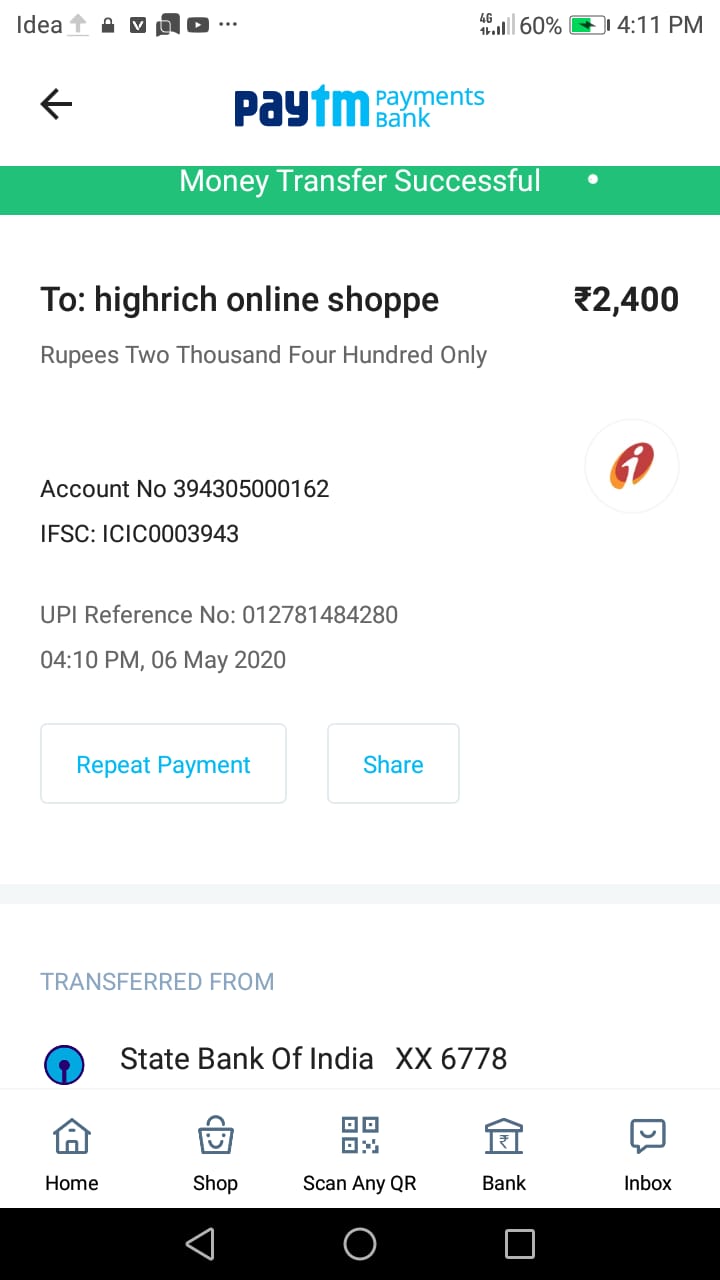 Idea 4G 60% 4:11 PM
paytm Payments Bank
Money Transfer Successful
To: highrich online shoppe ₹2,400
Rupees Two Thousand Four Hundred Only
Account No 394305000162
IFSC: ICIC0003943
UPI Reference No: 012781484280
04:10 PM, 06 May 2020
Repeat Payment Share
TRANSFERRED FROM
State Bank Of India XX 6778
Home Shop Scan Any QR Bank Inbox